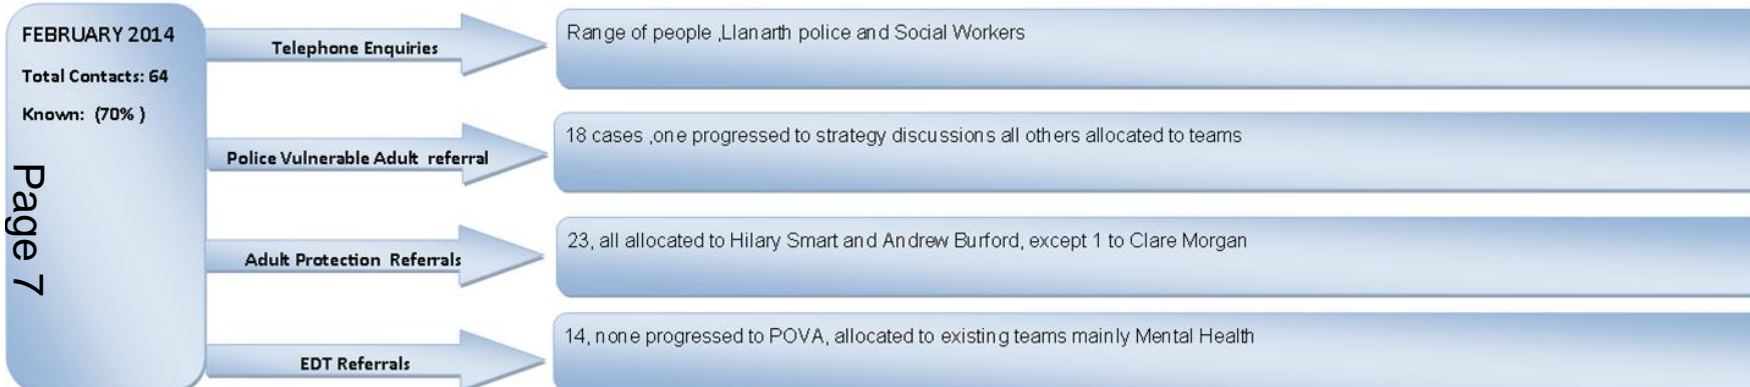 FEBRUARY 2014
Total Contacts: 64
Known:  (70% )
Page 7
Telephone Enquiries
Range of people ,Llanarth police and Social Workers
Police Vulnerable Adult  referral
18 cases ,one progressed to strategy discussions all others allocated to teams
Adult Protection  Referrals
23, all allocated to Hilary Smart and Andrew Burford, except 1 to Clare Morgan
EDT Referrals
14, none progressed to POVA, allocated to existing teams mainly Mental Health